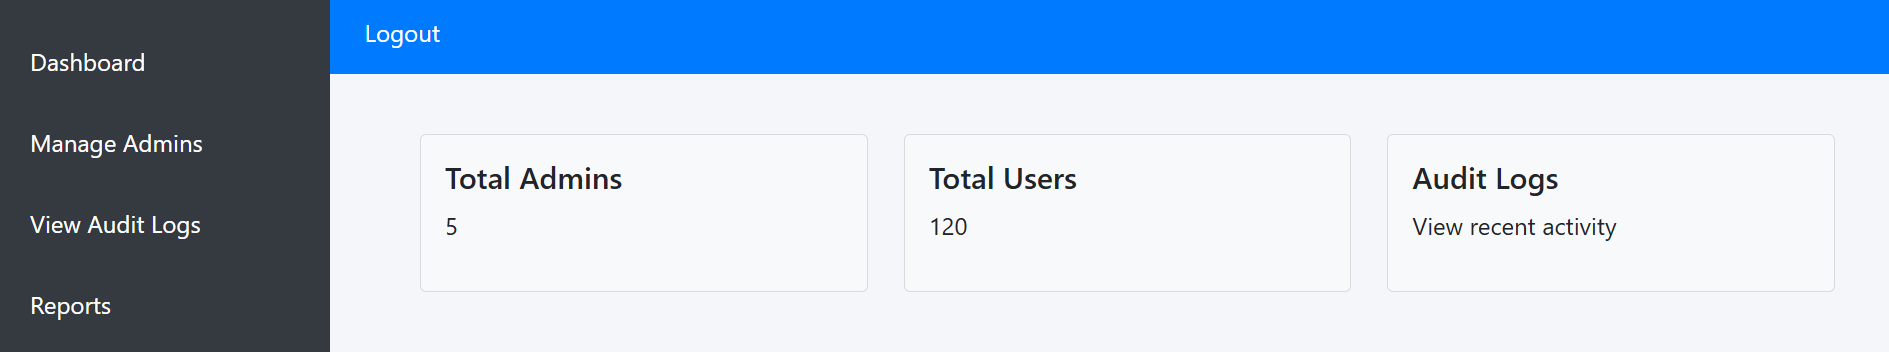 Dashboard
Manage Admins
View Audit Logs
Reports
Logout
Total Admins
5
Total Users
120
Audit Logs
View recent activity